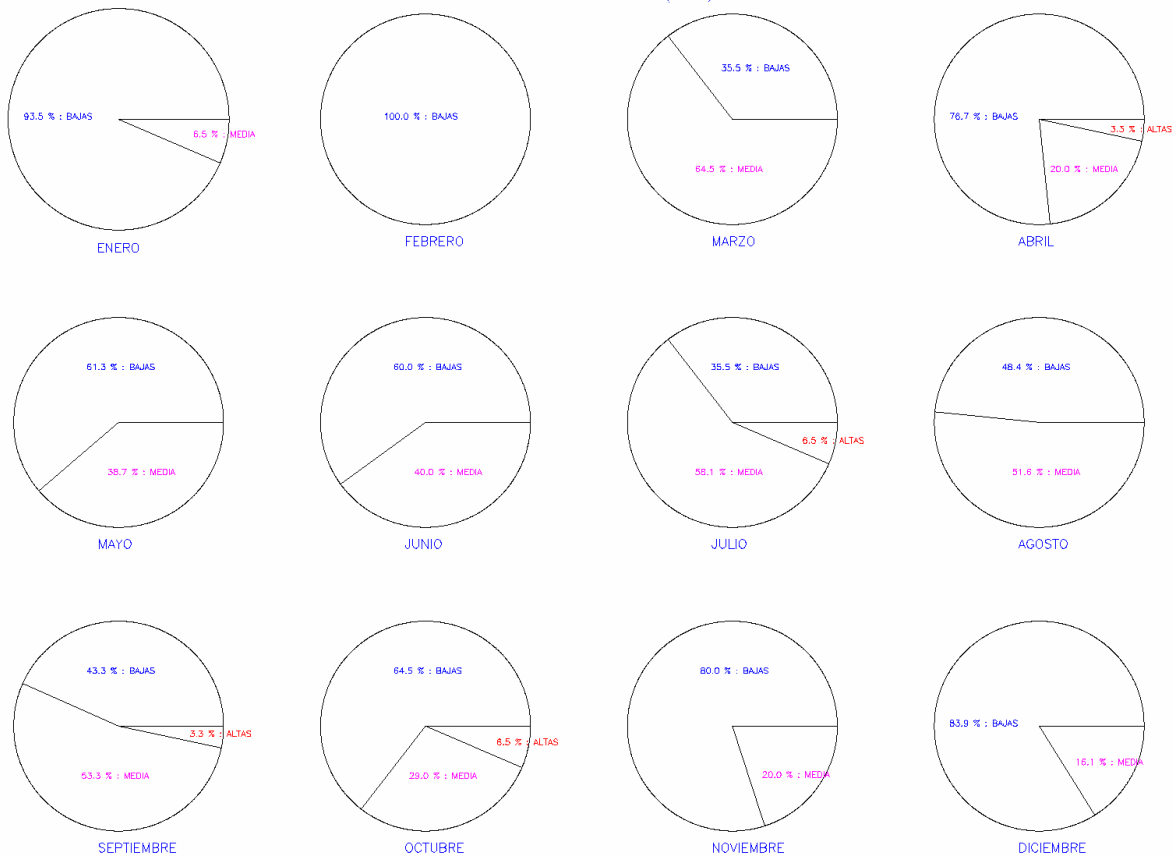 35.5 % : BAJAS
93.5 % : BAJAS
100.0 % : BAJAS
76.7 % : BAJAS
6.5 % : MEDIA
3.3 % : ALTAS
64.5 % : MEDIA
20.0 % : MEDIA
ENERO
FEBRERO
MARZO
ABRIL
61.3 % : BAJAS
60.0 % : BAJAS
35.5 % : BAJAS
48.4 % : BAJAS
6.5 % : ALTAS
38.7 % : MEDIA
40.0 % : MEDIA
58.1 % : MEDIA
51.6 % : MEDIA
MAYO
JUNIO
JULIO
AGOSTO
43.3 % : BAJAS
64.5 % : BAJAS
80.0 % : BAJAS
83.9 % : BAJAS
3.3 % : ALTAS
6.5 % : ALTAS
53.3 % : MEDIA
29.0 % : MEDIA
20.0 % : MEDIA
16.1 % : MEDIA
SEPTIEMBRE
OCTUBRE
NOVIEMBRE
DICIEMBRE